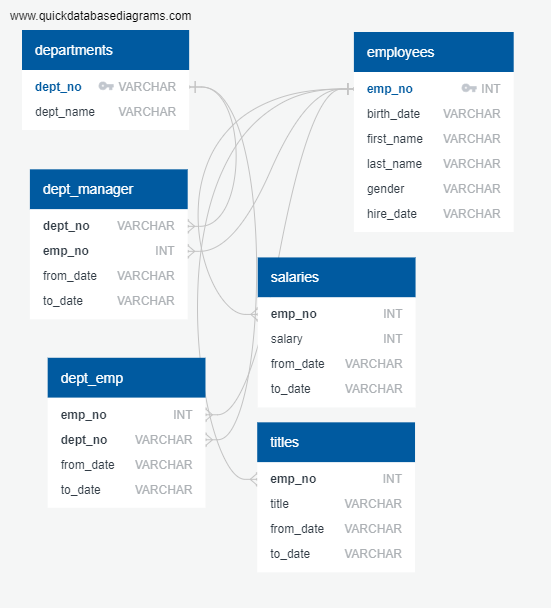 www.quickdatabasediagrams.com
departments
dept_no VARCHAR
dept_name VARCHAR
employees
emp_no INT
birth_date VARCHAR
first_name VARCHAR
last_name VARCHAR
gender VARCHAR
hire_date VARCHAR
dept_manager
dept_no VARCHAR
emp_no INT
from_date VARCHAR
to_date VARCHAR
salaries
emp_no INT
salary INT
from_date VARCHAR
to_date VARCHAR
dept_emp
emp_no INT
dept_no VARCHAR
from_date VARCHAR
to_date VARCHAR
titles
emp_no INT
title VARCHAR
from_date VARCHAR
to_date VARCHAR